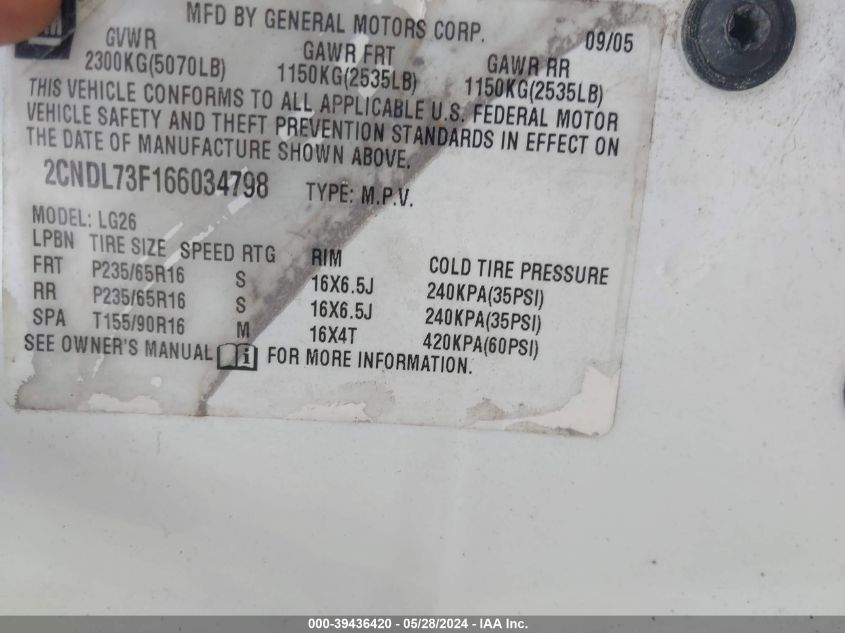 MFD BY GENERAL MOTORS CORP.
GVWR GAWR FRT GAWR RR 09/05
2300KG(5070LB) 1150KG(2535LB) 1150KG(2535LB)
THIS VEHICLE CONFORMS TO ALL APPLICABLE U.S. FEDERAL MOTOR
VEHICLE SAFETY AND THEFT PREVENTION STANDARDS IN EFFECT ON
THE DATE OF MANUFACTURE SHOWN ABOVE.
2CNDL73F166034798 TYPE: M.P.V.
MODEL: LG26
LPBN TIRE SIZE SPEED RTG RIM COLD TIRE PRESSURE
FRT P235/65R16 S 16X6.5J 240KPA(35PSI)
RR P235/65R16 S 16X6.5J 240KPA(35PSI)
SPA T155/90R16 M 16X4T 420KPA(60PSI)
SEE OWNER'S MANUAL i FOR MORE INFORMATION.
000-39436420 - 05/28/2024 - IAA Inc.